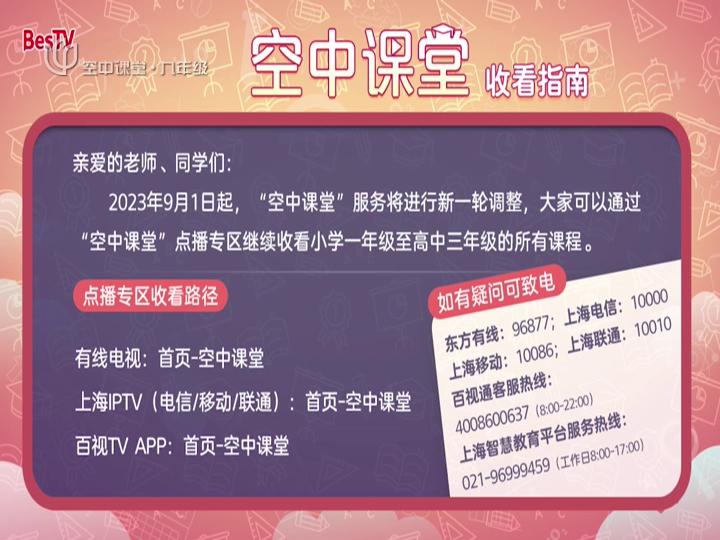 BesTV
空中课堂·八年级
空中课堂 收看指南
亲爱的老师、同学们：
2023年9月1日起，“空中课堂”服务将进行新一轮调整，大家可以通过
“空中课堂”点播专区继续收看小学一年级至高中三年级的所有课程。
点播专区收看路径
有线电视：首页-空中课堂
上海IPTV（电信/移动/联通）：首页-空中课堂
百视TV APP：首页-空中课堂
如有疑问可致电
东方有线：96877；上海电信：10000
上海移动：10086；上海联通：10010
百视通客服热线：
4008600637（8:00-22:00）
上海智慧教育平台服务热线：
021-96999459（工作日8:00-17:00）